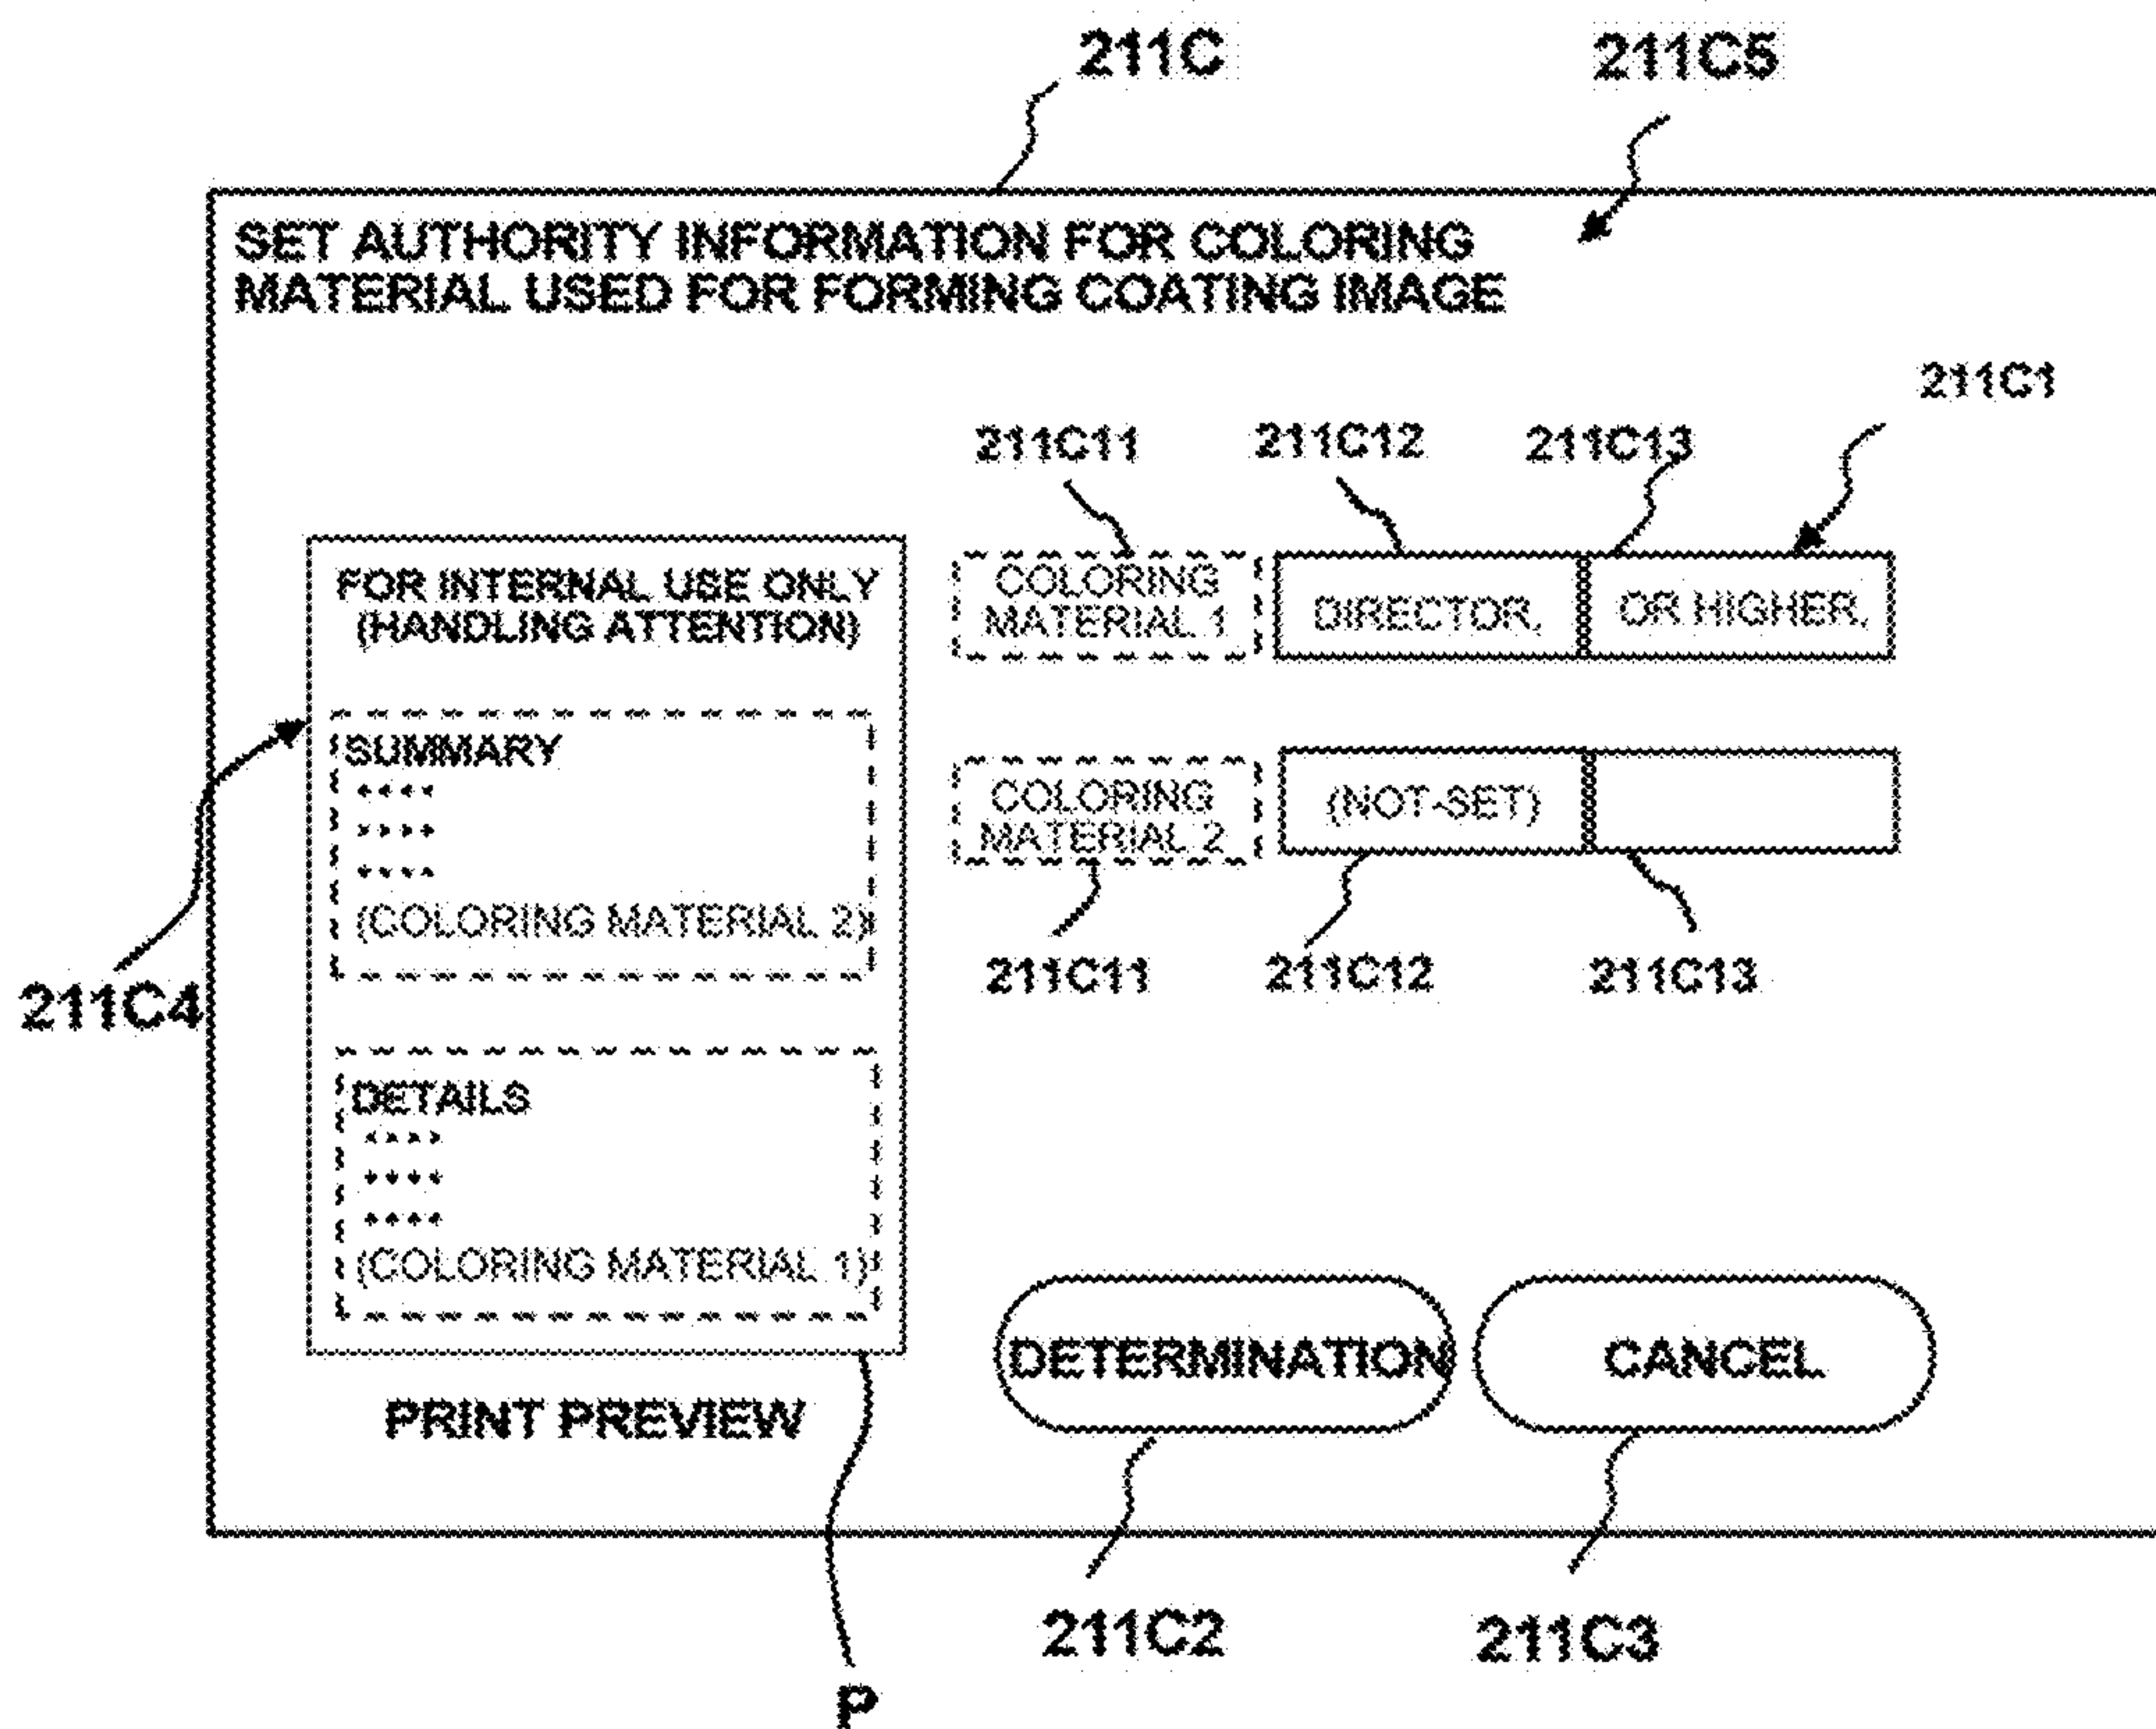 211C
211C5
SET AUTHORITY INFORMATION FOR COLORING
MATERIAL USED FOR FORMING COATING IMAGE
211C1
211C11
211C12
211C13
COLORING
MATERIAL 1
DIRECTOR,
OR HIGHER,
FOR INTERNAL USE ONLY
(HANDLING ATTENTION)
SUMMARY
(COLORING MATERIAL 2)
COLORING
MATERIAL 2
(NOT-SET)
211C11
211C12
211C13
211C4
DETAILS
(COLORING MATERIAL 1)
DETERMINATION
CANCEL
PRINT PREVIEW
211C2
211C3
P